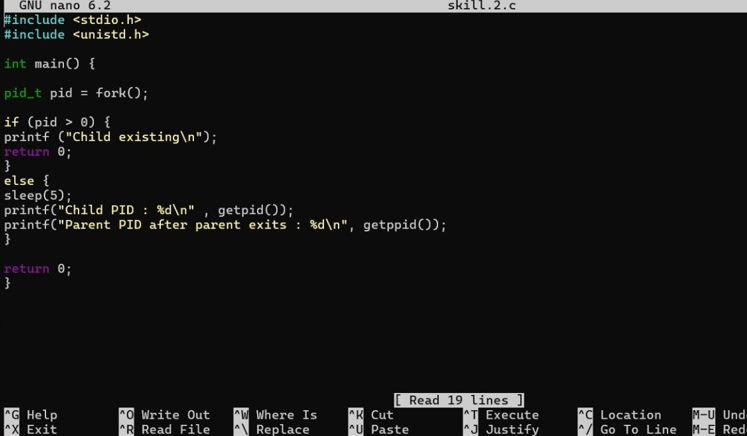 GNU nano 6.2 skill.2.c
#include <stdio.h>
#include <unistd.h>
int main() {
pid_t pid = fork();
if (pid > 0) {
printf ("Child existing\n");
return 0;
}
else {
sleep(5);
printf("Child PID : %d\n" , getpid());
printf("Parent PID after parent exits : %d\n", getppid());
}
return 0;
}
[ Read 19 lines ]
^G Help ^O Write Out ^W Where Is ^K Cut ^T Execute ^C Location M-U Und
^X Exit ^R Read File ^\ Replace ^U Paste ^J Justify ^/ Go To Line M-E Red